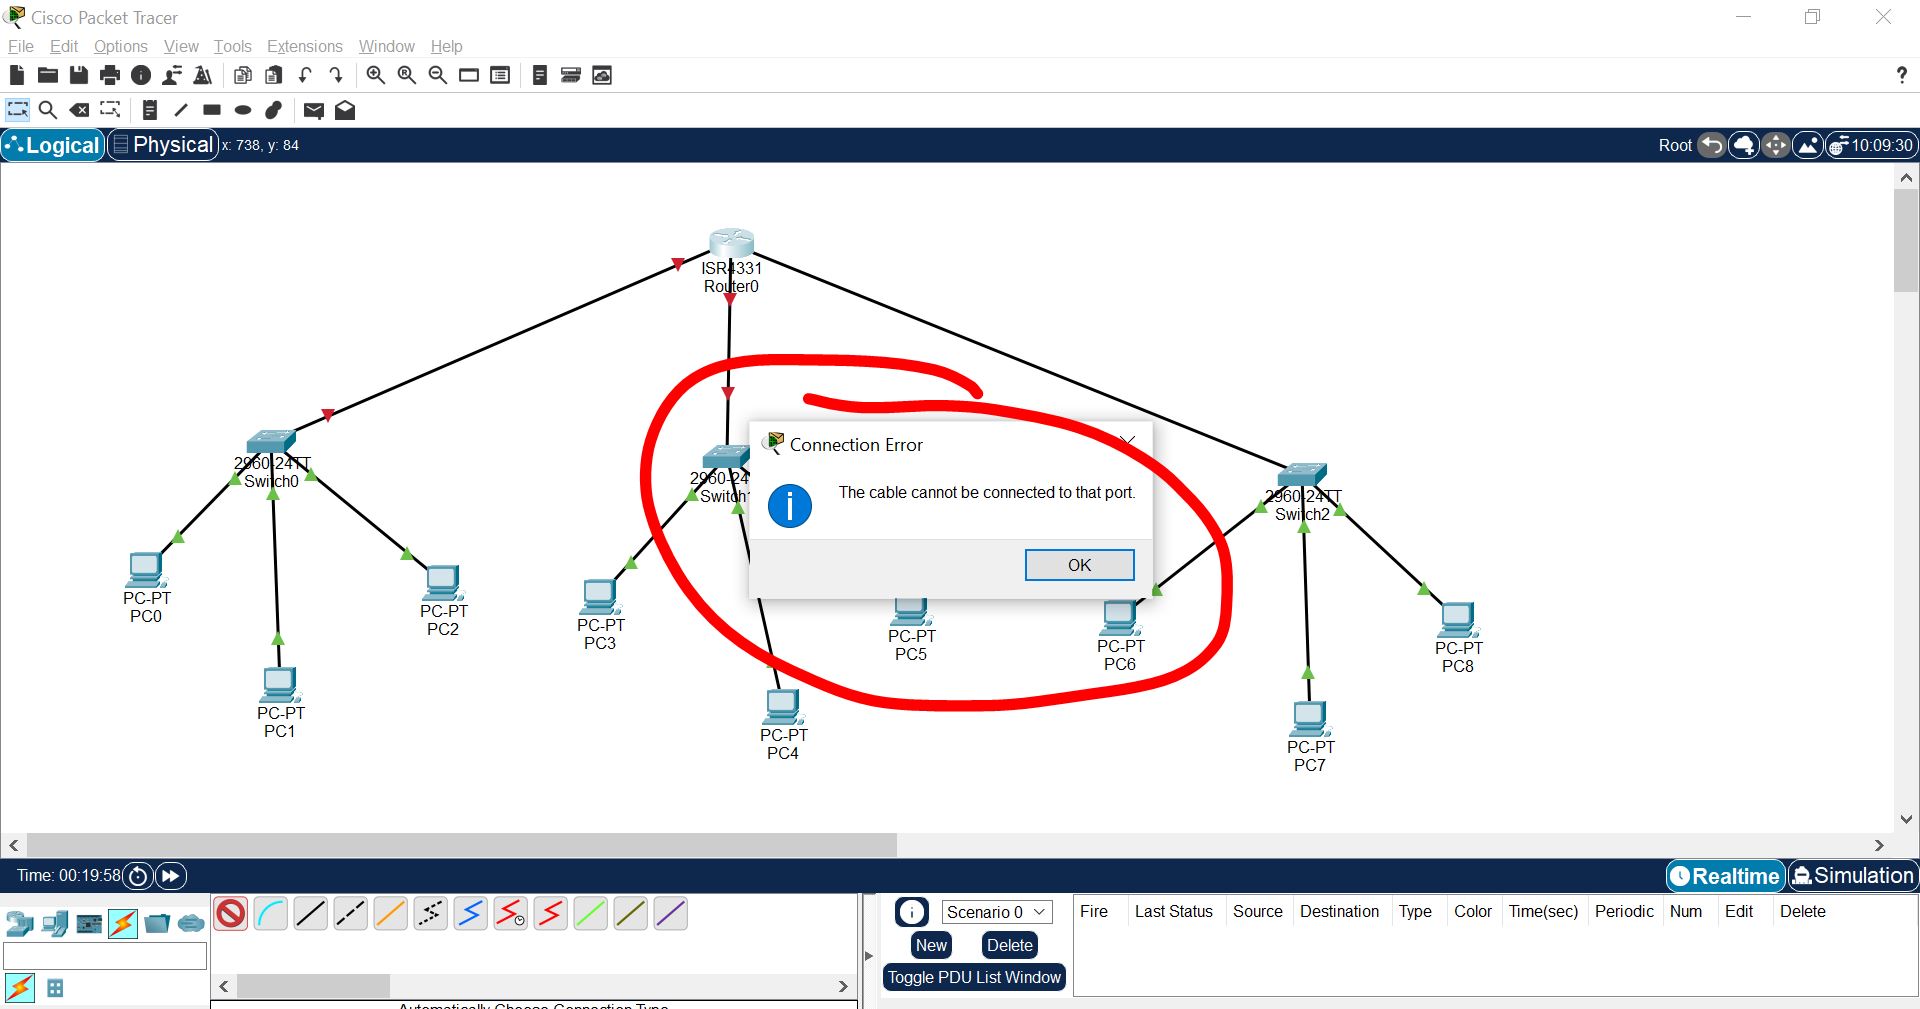 Cisco Packet Tracer
File Edit Options View Tools Extensions Window Help
?
Logical Physical x: 738, y: 84 Root 10:09:30
ISR4331
Router0
2960-24TT
Switch0
2960-24
Switch1
2960-24TT
Switch2
Connection Error
The cable cannot be connected to that port.
OK
PC-PT
PC0
PC-PT
PC1
PC-PT
PC2
PC-PT
PC3
PC-PT
PC4
PC-PT
PC5
PC-PT
PC6
PC-PT
PC7
PC-PT
PC8
Time: 00:19:58 Realtime Simulation
Scenario 0
New Delete
Toggle PDU List Window
Fire Last Status Source Destination Type Color Time(sec) Periodic Num Edit Delete
Automatically Choose Connection Type